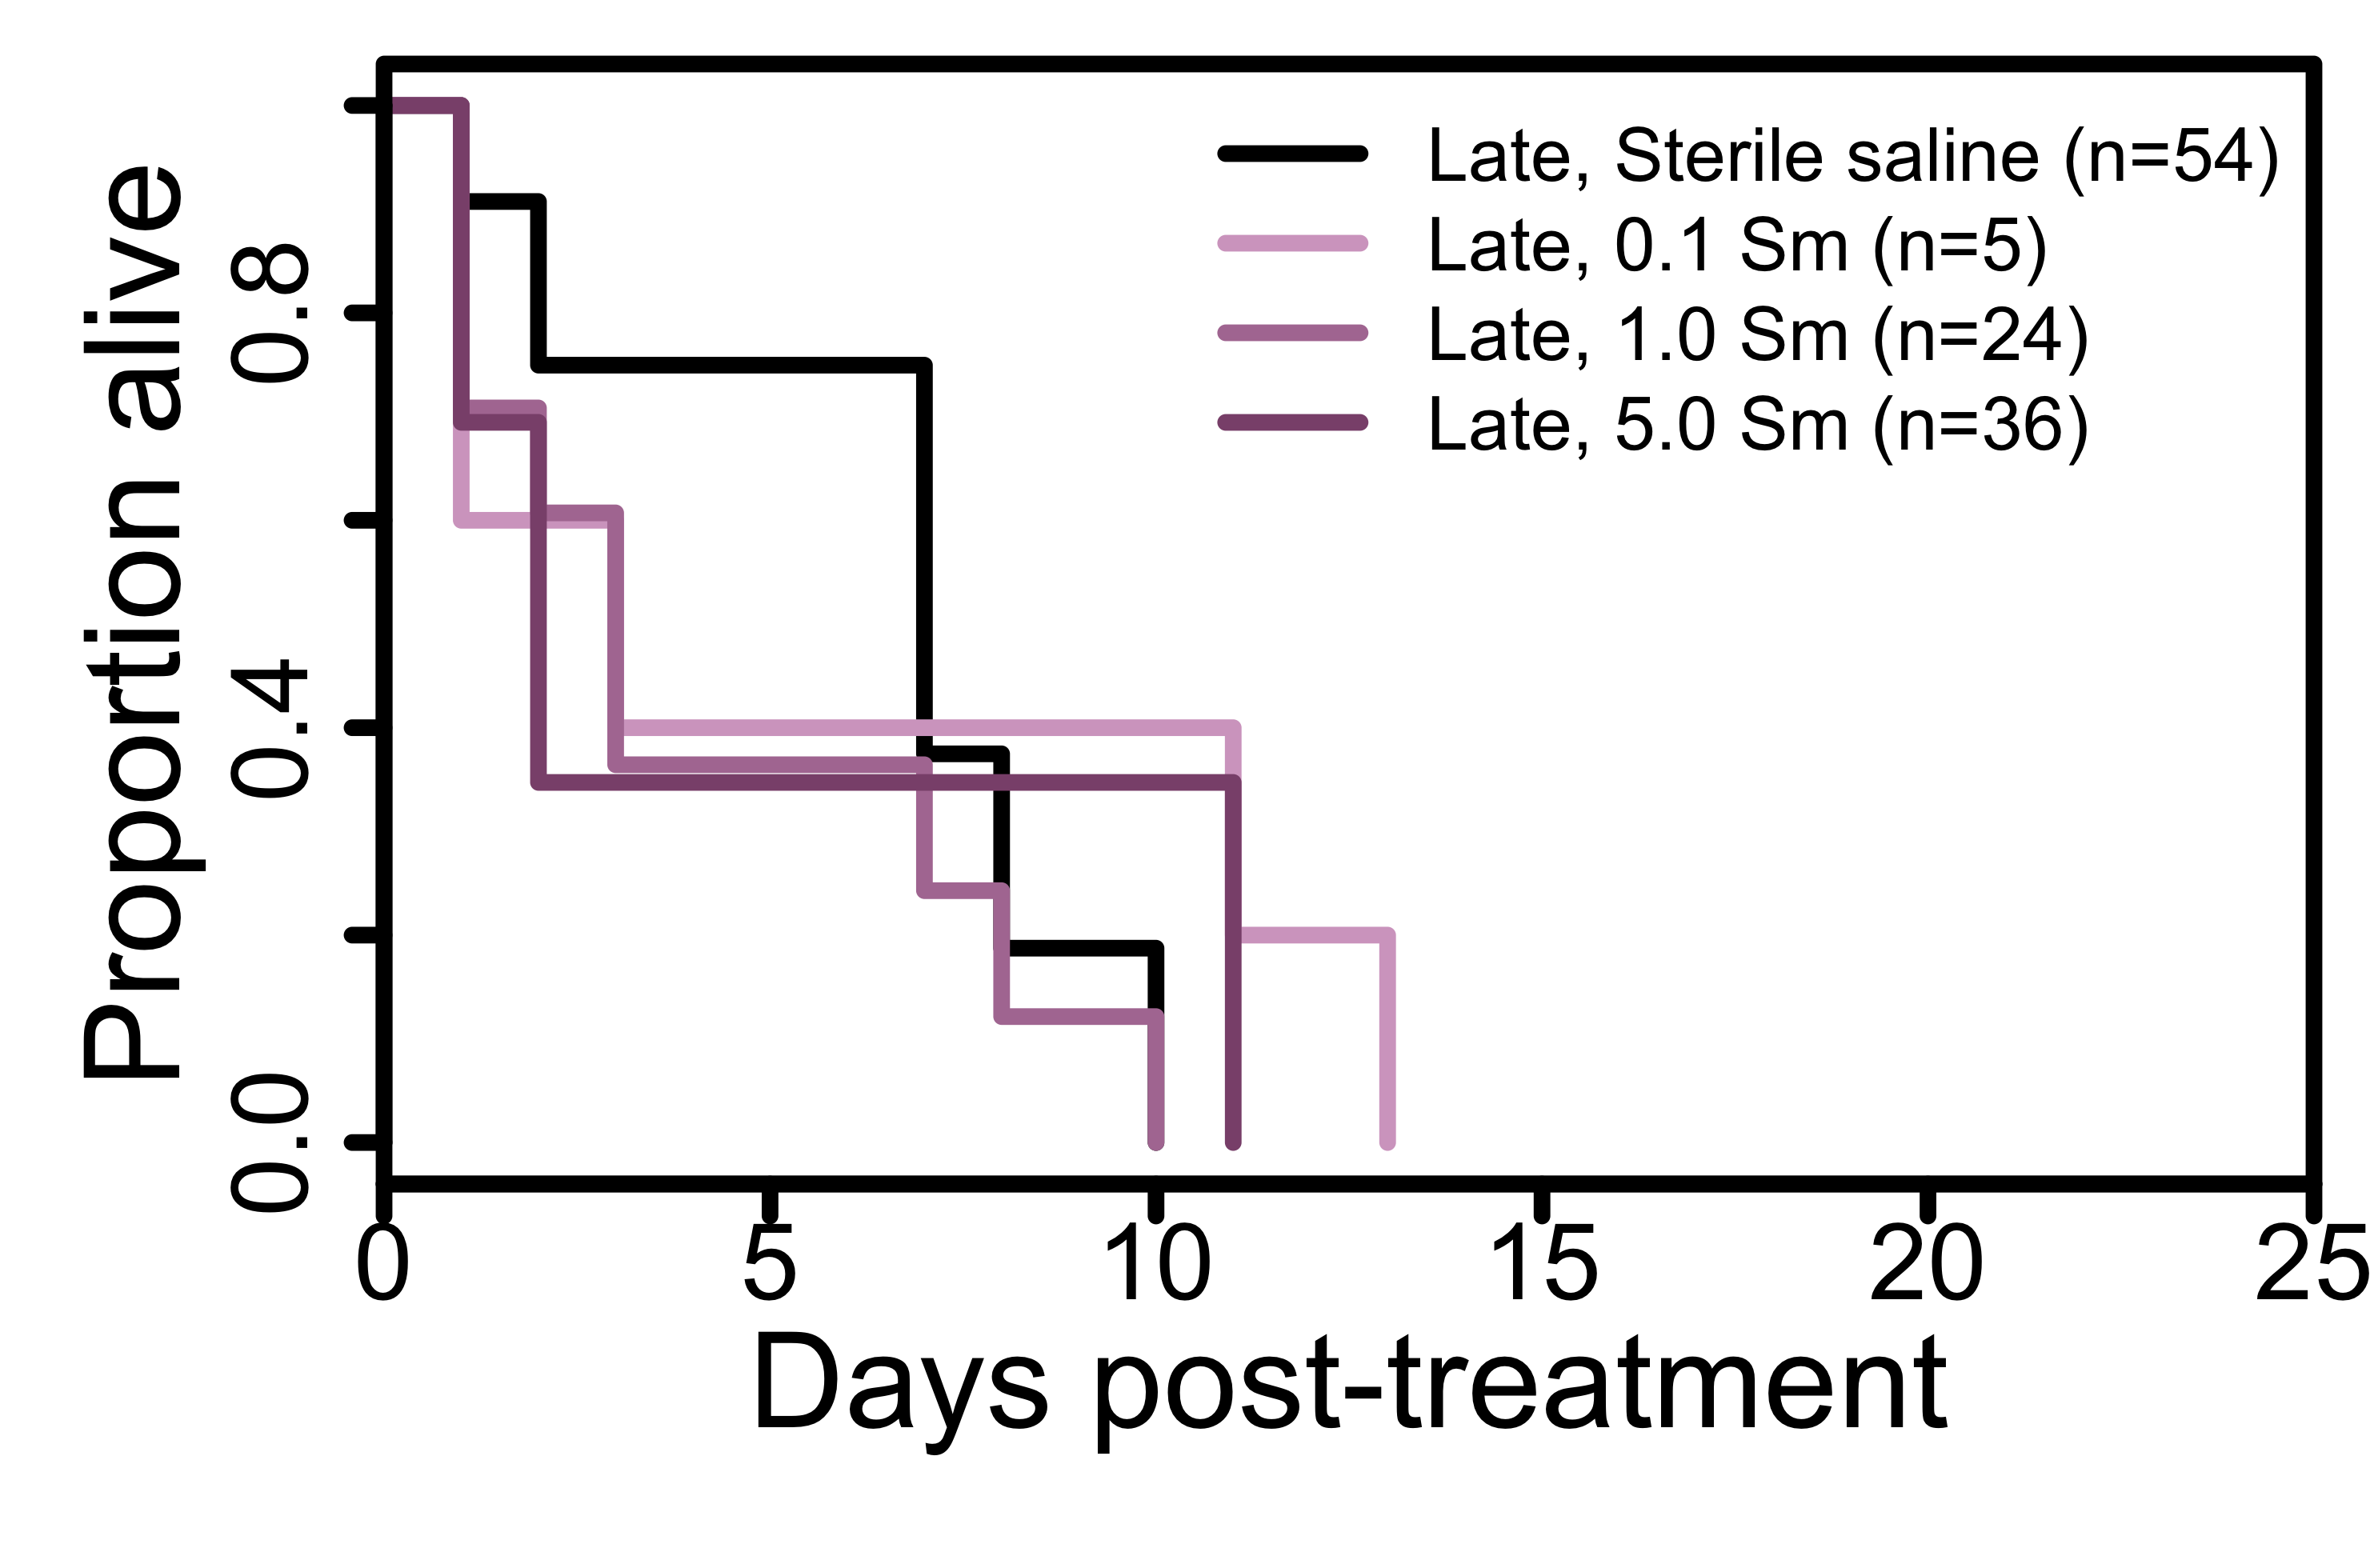 Proportion alive
0.8
0.4
0.0
Late, Sterile saline (n=54)
Late, 0.1 Sm (n=5)
Late, 1.0 Sm (n=24)
Late, 5.0 Sm (n=36)
0 5 10 15 20 25
Days post-treatment